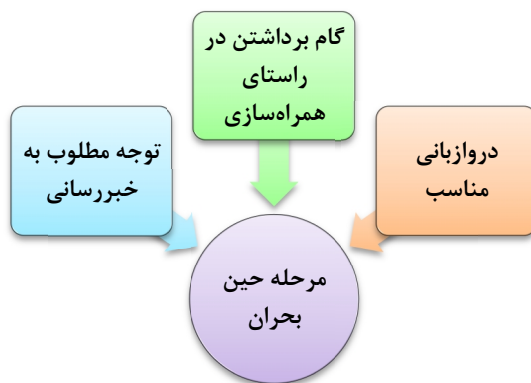 گام برداشتن در
راستای
همراه‌سازی
دروازبانی
مناسب
توجه مطلوب به
خبررسانی
مرحله حین
بحران